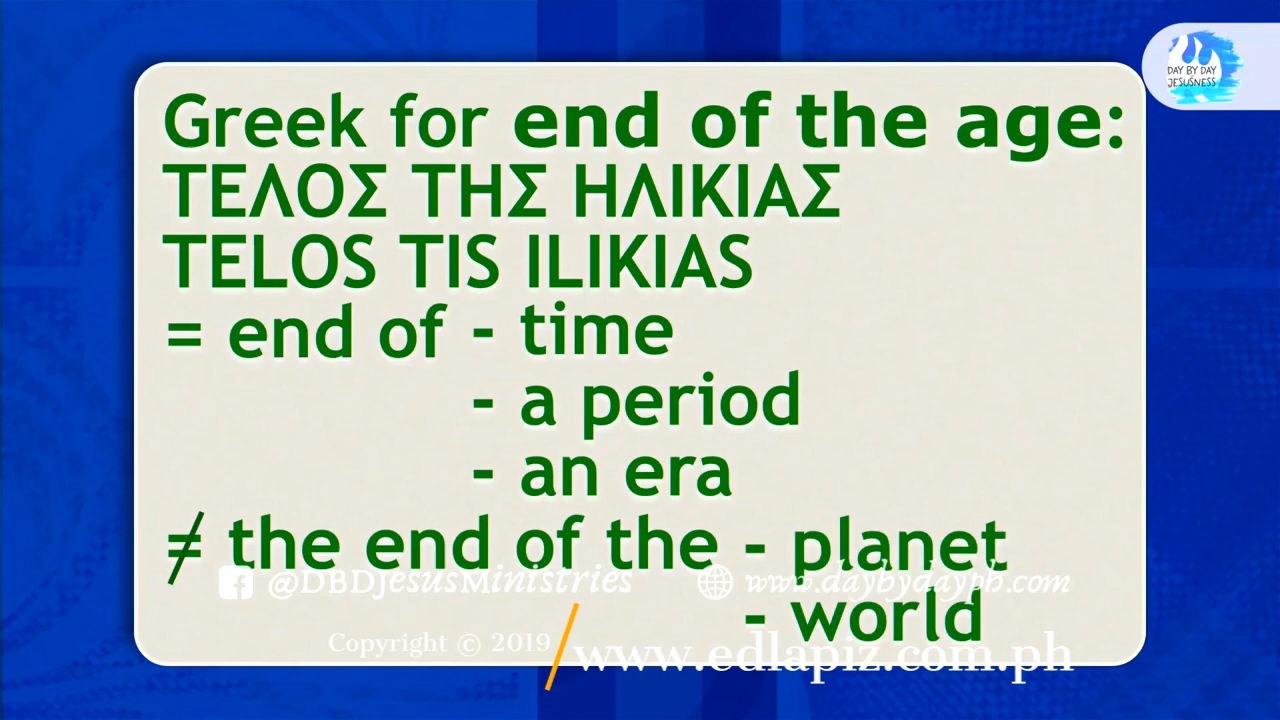 DAY BY DAY
JESUSNESS
Greek for end of the age:
ΤΕΛΟΣ ΤΗΣ ΗΛΙΚΙΑΣ
TELOS TIS ILIKIAS
= end of - time
- a period
- an era
≠ the end of the - planet
- world
@DBDJesusMinistries www.daybydayph.com
Copyright © 2019 / www.edlapiz.com.ph